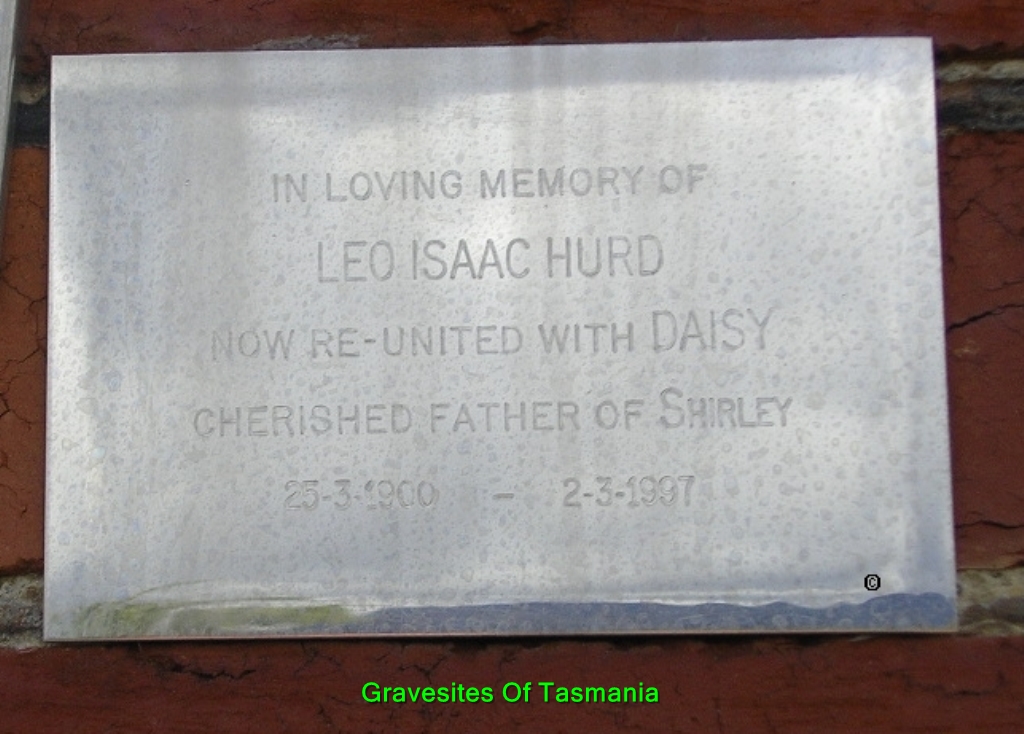 IN LOVING MEMORY OF
LEO ISAAC HURD
NOW RE-UNITED WITH DAISY
CHERISHED FATHER OF SHIRLEY
25-3-1900 – 2-3-1997
©
Gravesites Of Tasmania